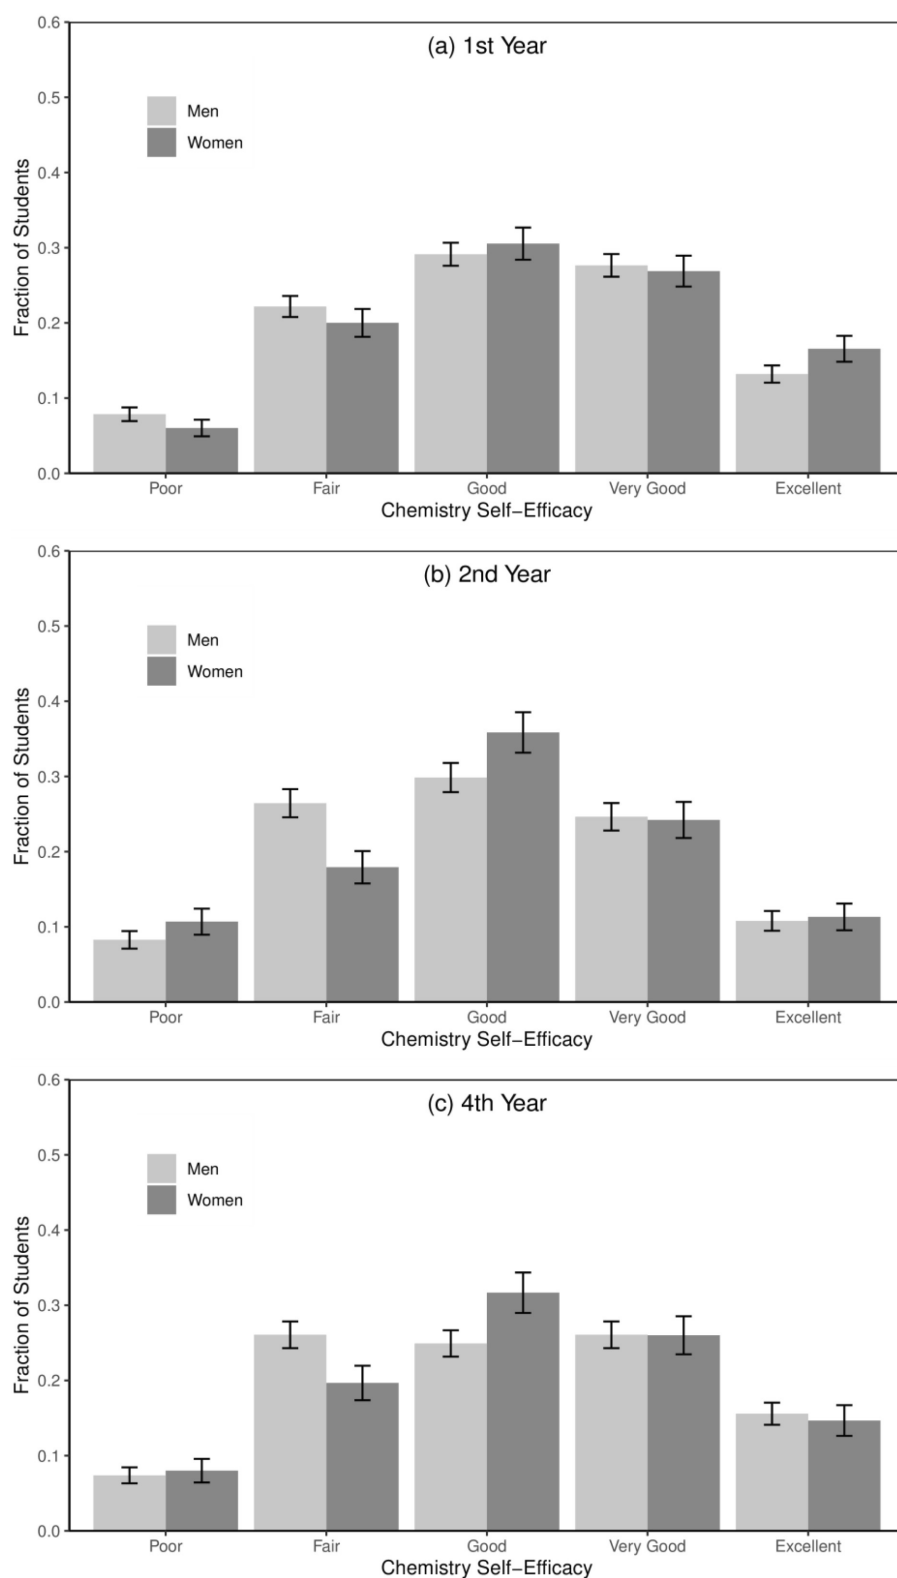 (a) 1st Year
Men
Women
Fraction of Students
0.6
0.5
0.4
0.3
0.2
0.1
0.0
Poor Fair Good Very Good Excellent
Chemistry Self−Efficacy
(b) 2nd Year
Men
Women
Fraction of Students
0.6
0.5
0.4
0.3
0.2
0.1
0.0
Poor Fair Good Very Good Excellent
Chemistry Self−Efficacy
(c) 4th Year
Men
Women
Fraction of Students
0.6
0.5
0.4
0.3
0.2
0.1
0.0
Poor Fair Good Very Good Excellent
Chemistry Self−Efficacy